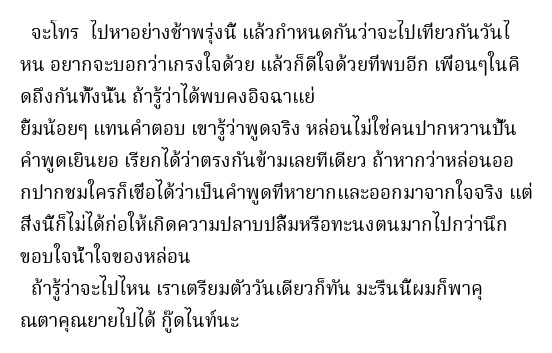 จะโทร  ไปหาอย่างช้าพรุ่งนี้ แล้วกำหนดกันว่าจะไปเทียวกันวันไ
หน อยากจะบอกว่าเกรงใจด้วย แล้วก็ดีใจด้วยทีพบอีก เพือนๆในคิ
ดถึงกันทั้งนั้น ถ้ารู้ว่าได้พบคงอิจฉาแย่
ยิ้มน้อยๆ แทนคำตอบ เขารู้ว่าพูดจริง หล่อนไม่ใช่คนปากหวานปั้น
คำพูดเยินยอ เรียกได้ว่าตรงกันข้ามเลยทีเดียว ถ้าหากว่าหล่อนออ
กปากชมใครก็เชือได้ว่าเป็นคำพูดทีหายากและออกมาจากใจจริง แต่
สิงนี้ก็ไม่ได้ก่อให้เกิดความปลาบปลื้มหรือทะนงตนมากไปกว่านึก
ขอบใจน้ำใจของหล่อน
ถ้ารู้ว่าจะไปไหน เราเตรียมตัววันเดียวก็ทัน มะรืนนี้ผมก็พาคุ
ณตาคุณยายไปได้ กู๊ดไนท์นะ